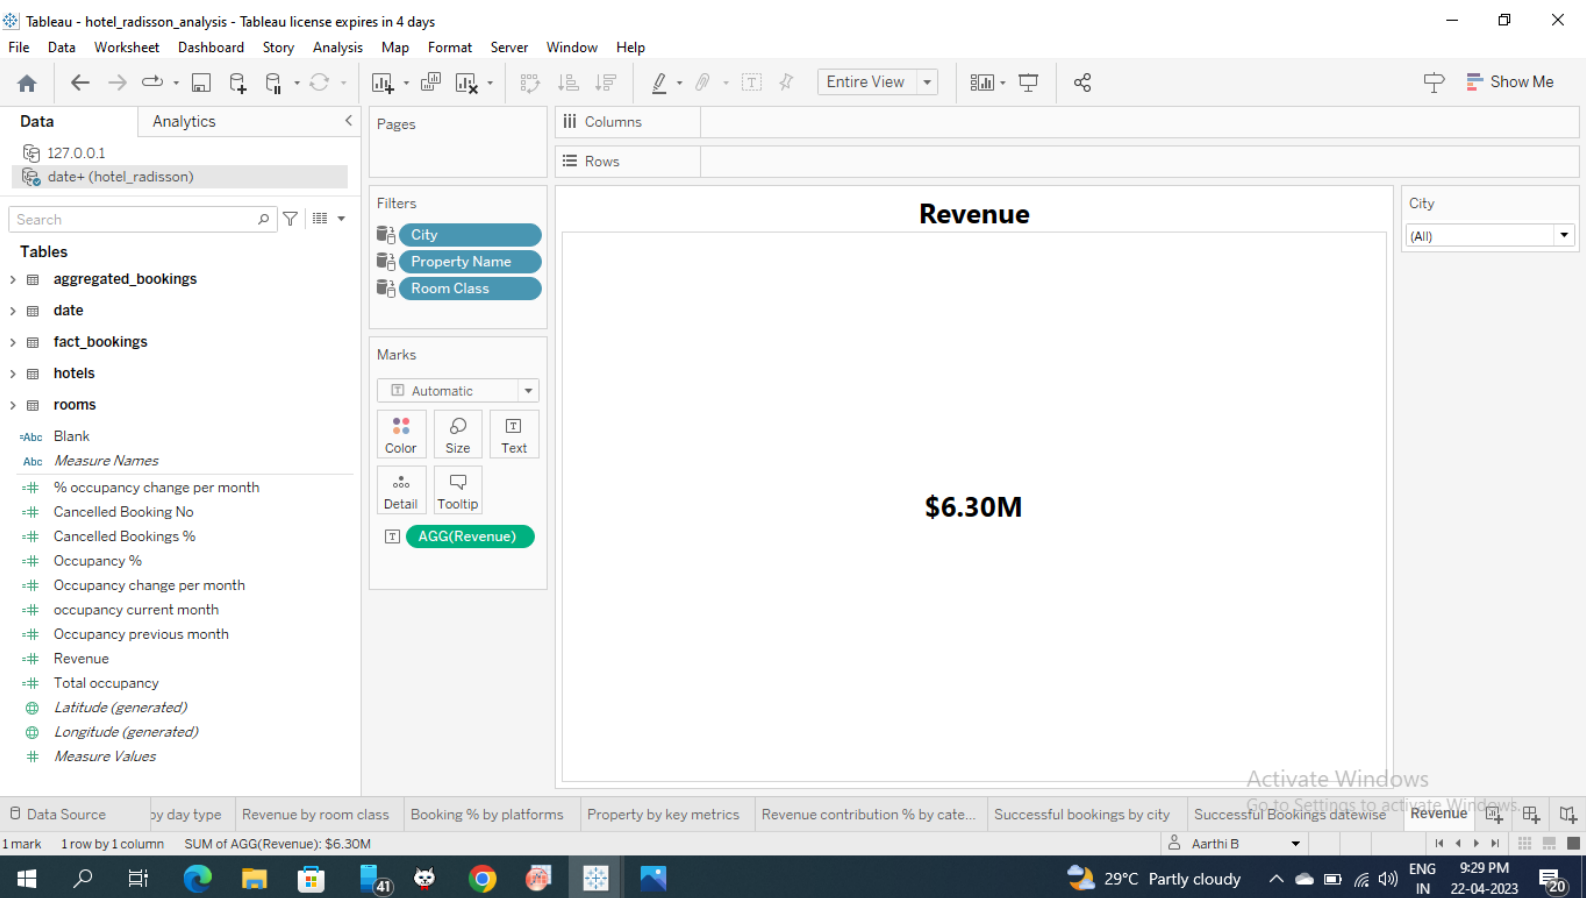 Tableau - hotel_radisson_analysis - Tableau license expires in 4 days
File Data Worksheet Dashboard Story Analysis Map Format Server Window Help
Entire View
Show Me
Data Analytics
127.0.0.1
date+ (hotel_radisson)
Search
Tables
aggregated_bookings
date
fact_bookings
hotels
rooms
=Abc Blank
Abc Measure Names
=# % occupancy change per month
=# Cancelled Booking No
=# Cancelled Bookings %
=# Occupancy %
=# Occupancy change per month
=# occupancy current month
=# Occupancy previous month
=# Revenue
=# Total occupancy
Latitude (generated)
Longitude (generated)
# Measure Values
Pages
Filters
City
Property Name
Room Class
Marks
T Automatic
Color Size Text
Detail Tooltip
T AGG(Revenue)
iii Columns
Rows
Revenue
$6.30M
City
(All)
Activate Windows
Go to Settings to activate Windows.
Data Source by day type Revenue by room class Booking % by platforms Property by key metrics Revenue contribution % by cate... Successful bookings by city Successful Bookings datewise Revenue
1 mark 1 row by 1 column SUM of AGG(Revenue): $6.30M
Aarthi B
41
29°C Partly cloudy
ENG
IN
9:29 PM
22-04-2023
20